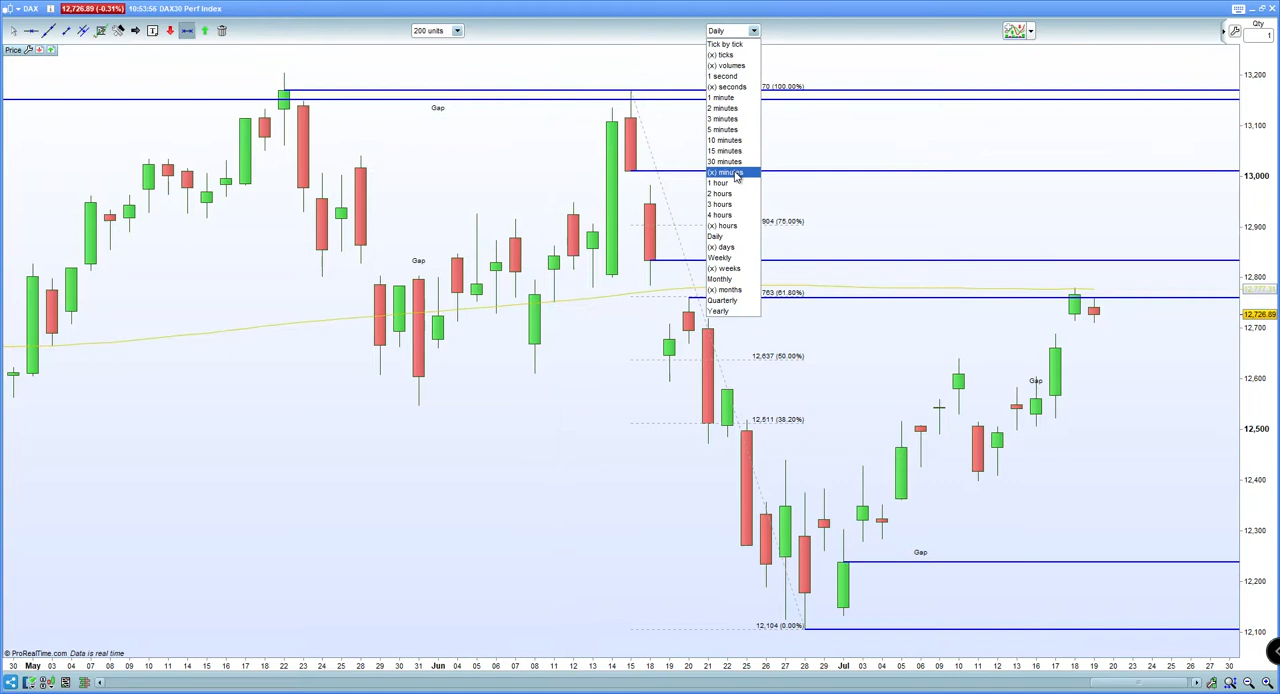 DAX 12,726.89 (-0.31%) 10:53:56 DAX30 Perf Index
200 units
Daily
Qty
1
Price
Tick by tick
(x) ticks
(x) volumes
1 second
(x) seconds
1 minute
2 minutes
3 minutes
5 minutes
10 minutes
15 minutes
30 minutes
(x) minutes
1 hour
2 hours
3 hours
4 hours
(x) hours
Daily
(x) days
Weekly
(x) weeks
Monthly
(x) months
Quarterly
Yearly
70 (100.00%)
904 (75.00%)
763 (61.80%)
12,637 (50.00%)
12,511 (38.20%)
12,104 (0.00%)
Gap
Gap
Gap
Gap
13,200
13,100
13,000
12,900
12,800
12,777.31
12,726.89
12,700
12,600
12,500
12,400
12,300
12,200
12,100
© ProRealTime.com Data is real time
30 May 03 04 07 08 09 10 11 14 15 16 17 18 21 22 23 24 25 28 29 30 31 Jun 04 05 06 07 08 11 12 13 14 15 18 19 20 21 22 25 26 27 28 29 Jul 03 04 05 06 09 10 11 12 13 16 17 18 19 20 23 24 25 26 27 30